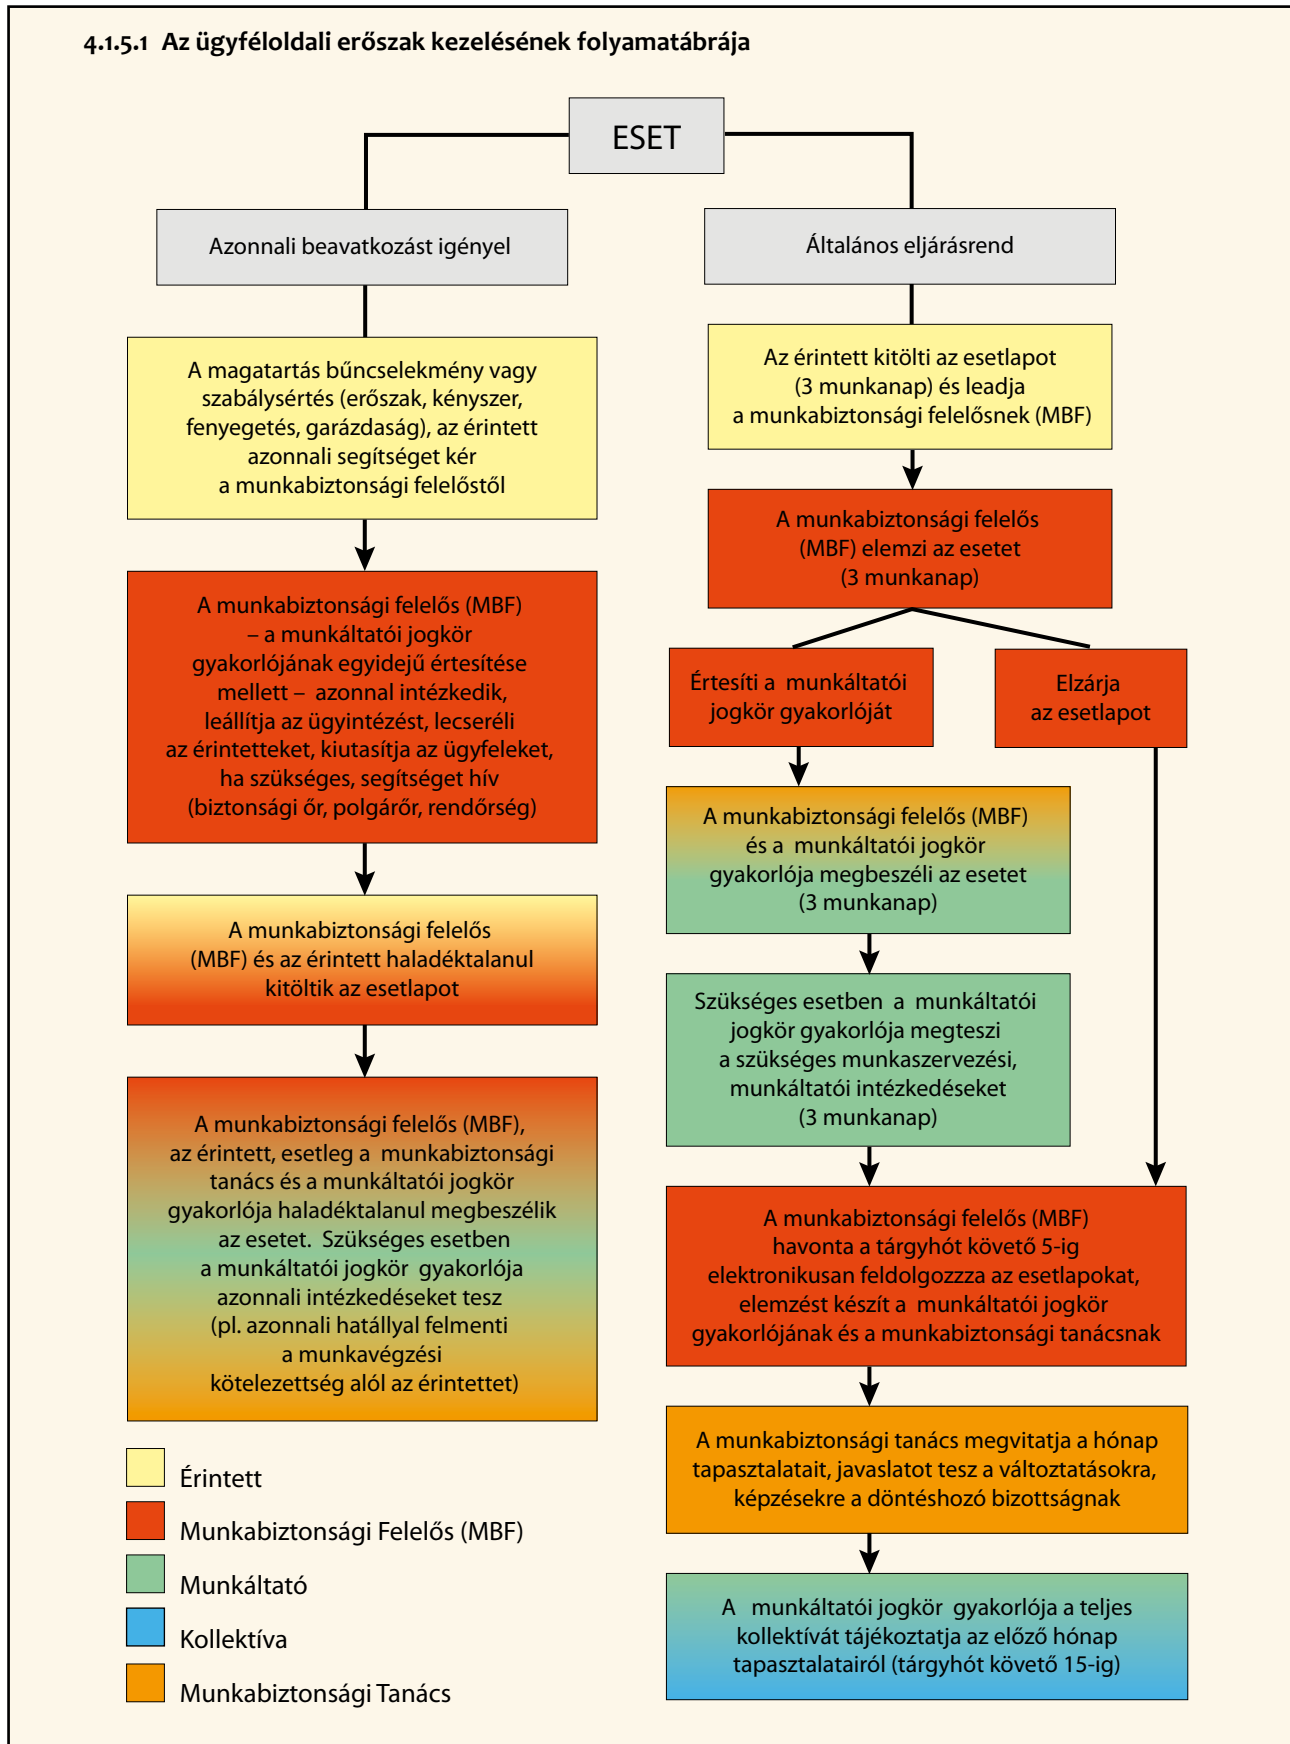 4.1.5.1 Az ügyféloldali erőszak kezelésének folyamatábrája
ESET
Azonnali beavatkozást igényel
A magatartás bűncselekmény vagy
szabálysértés (erőszak, kényszer,
fenyegetés, garázdaság), az érintett
azonnali segítséget kér
a munkabiztonsági felelőstől
A munkabiztonsági felelős (MBF)
– a munkáltatói jogkör
gyakorlójának egyidejű értesítése
mellett – azonnal intézkedik,
leállítja az ügyintézést, lecseréli
az érintetteket, kiutasítja az ügyfeleket,
ha szükséges, segítséget hív
(biztonsági őr, polgárőr, rendőrség)
A munkabiztonsági felelős
(MBF) és az érintett haladéktalanul
kitöltik az esetlapot
A munkabiztonsági felelős (MBF),
az érintett, esetleg a munkabiztonsági
tanács és a munkáltatói jogkör
gyakorlója haladéktalanul megbeszélik
az esetet. Szükséges esetben
a munkáltatói jogkör gyakorlója
azonnali intézkedéseket tesz
(pl. azonnali hatállyal felmenti
a munkavégzési
kötelezettség alól az érintettet)
Általános eljárásrend
Az érintett kitölti az esetlapot
(3 munkanap) és leadja
a munkabiztonsági felelősnek (MBF)
A munkabiztonsági felelős
(MBF) elemzi az esetet
(3 munkanap)
Értesíti a munkáltatói
jogkör gyakorlóját
Elzárja
az esetlapot
A munkabiztonsági felelős (MBF)
és a munkáltatói jogkör
gyakorlója megbeszéli az esetet
(3 munkanap)
Szükséges esetben a munkáltatói
jogkör gyakorlója megteszi
a szükséges munkaszervezési,
munkáltatói intézkedéseket
(3 munkanap)
A munkabiztonsági felelős (MBF)
havonta a tárgyhót követő 5-ig
elektronikusan feldolgozzza az esetlapokat,
elemzést készít a munkáltatói jogkör
gyakorlójának és a munkabiztonsági tanácsnak
A munkabiztonsági tanács megvitatja a hónap
tapasztalatait, javaslatot tesz a változtatásokra,
képzésekre a döntéshozó bizottságnak
A munkáltatói jogkör gyakorlója a teljes
kollektívát tájékoztatja az előző hónap
tapasztalatairól (tárgyhót követő 15-ig)
Érintett
Munkabiztonsági Felelős (MBF)
Munkáltató
Kollektíva
Munkabiztonsági Tanács